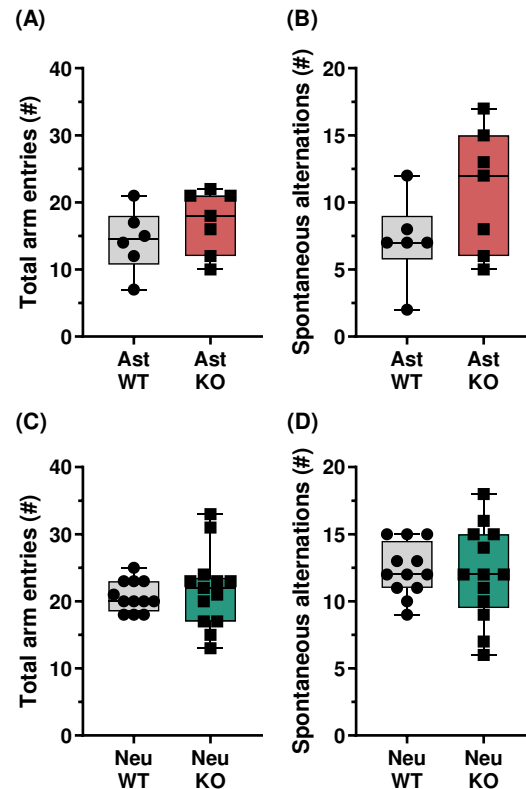 (A)
Total arm entries (#)
40
30
20
10
0
Ast
WT
Ast
KO
(B)
Spontaneous alternations (#)
20
15
10
5
0
Ast
WT
Ast
KO
(C)
Total arm entries (#)
40
30
20
10
0
Neu
WT
Neu
KO
(D)
Spontaneous alternations (#)
20
15
10
5
0
Neu
WT
Neu
KO